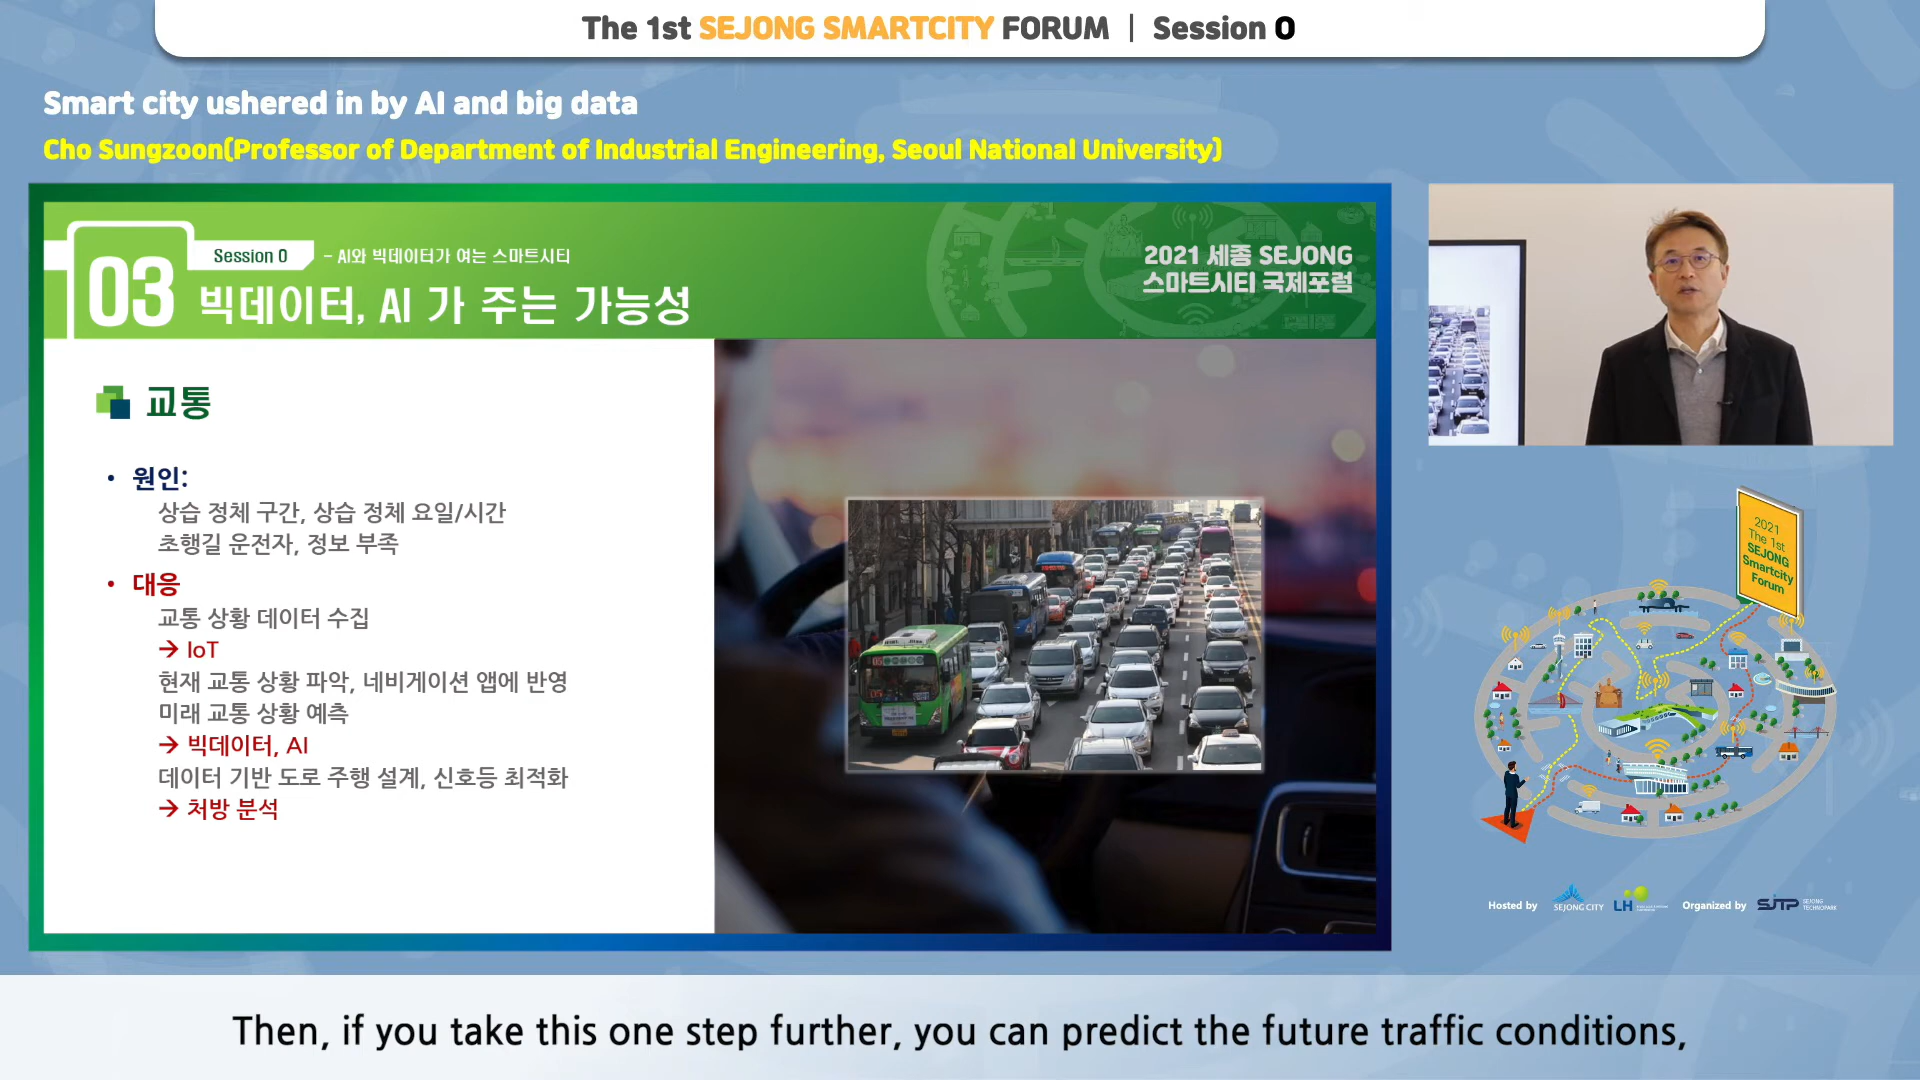 The 1st SEJONG SMARTCITY FORUM | Session 0
Smart city ushered in by AI and big data
Cho Sungzoon(Professor of Department of Industrial Engineering, Seoul National University)
03
Session 0
- AI와 빅데이터가 여는 스마트시티
빅데이터, AI 가 주는 가능성
2021 세종 SEJONG
스마트시티 국제포럼
교통
• 원인:
상습 정체 구간, 상습 정체 요일/시간
초행길 운전자, 정보 부족
• 대응
교통 상황 데이터 수집
→ IoT
현재 교통 상황 파악, 네비게이션 앱에 반영
미래 교통 상황 예측
→ 빅데이터, AI
데이터 기반 도로 주행 설계, 신호등 최적화
→ 처방 분석
2021
The 1st
SEJONG
Smartcity
Forum
Hosted by
SEJONG CITY
LH
Organized by
SJTP
SEJONG
TECHNOPARK
Then, if you take this one step further, you can predict the future traffic conditions,